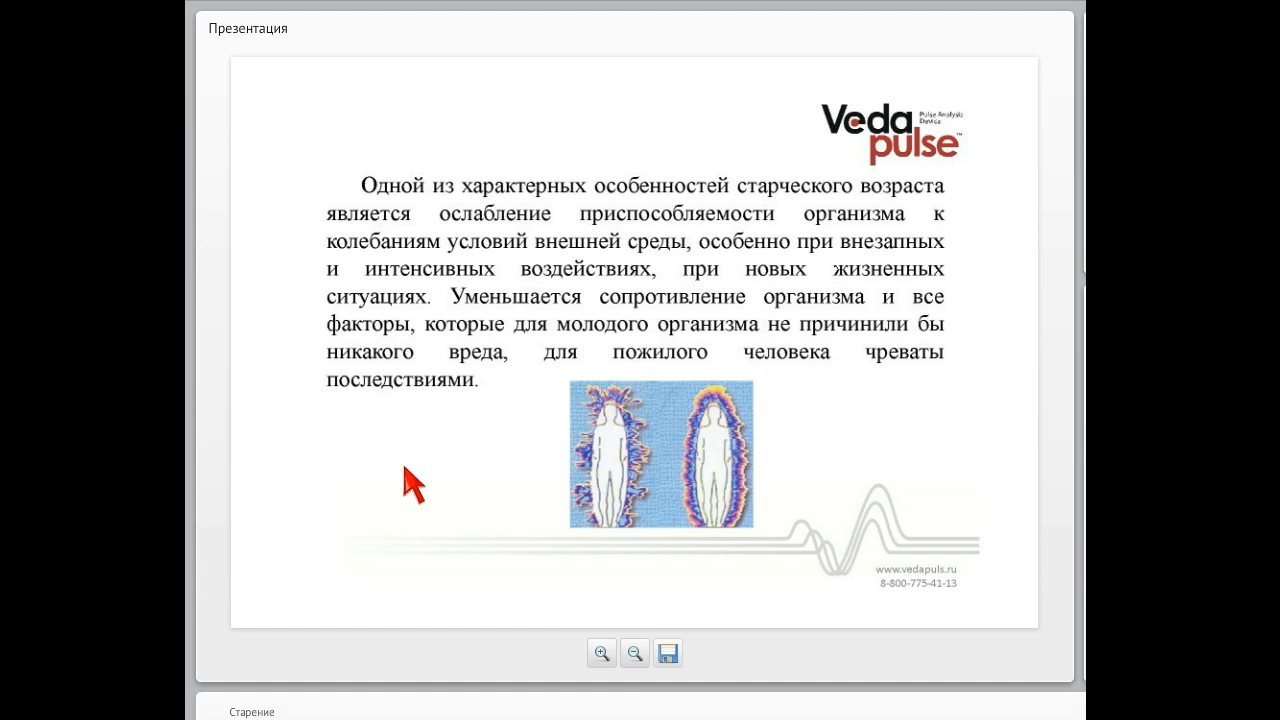 Презентация
Veda Pulse Analysis
Device
pulse™
Одной из характерных особенностей старческого возраста
является ослабление приспособляемости организма к
колебаниям условий внешней среды, особенно при внезапных
и интенсивных воздействиях, при новых жизненных
ситуациях. Уменьшается сопротивление организма и все
факторы, которые для молодого организма не причинили бы
никакого вреда, для пожилого человека чреваты
последствиями.
www.vedapuls.ru
8-800-775-41-13
Старение